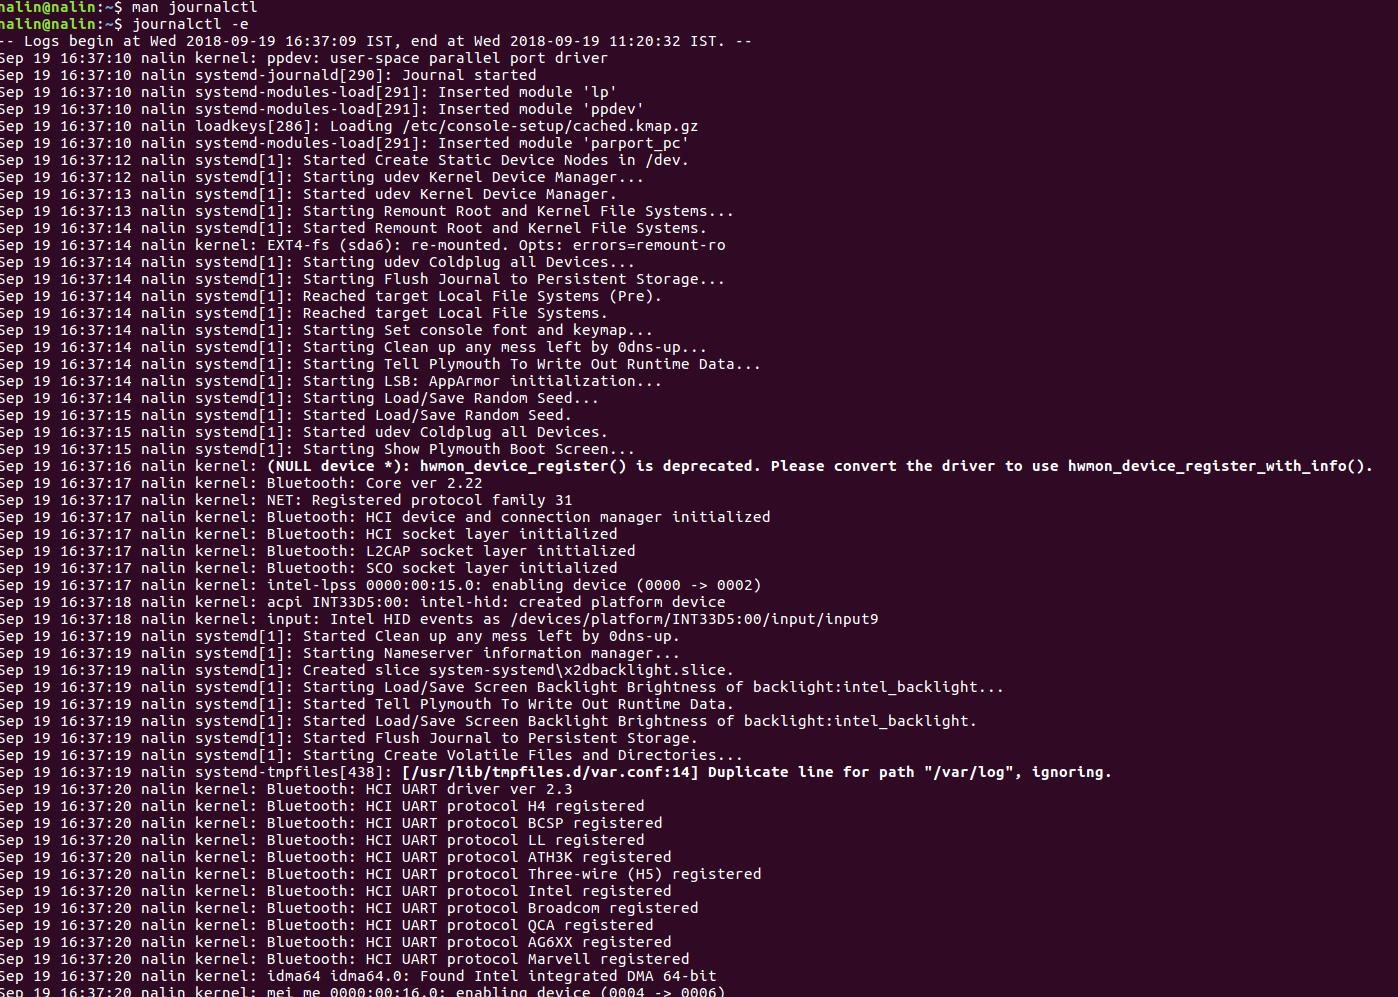 nalin@nalin:~$ man journalctl
nalin@nalin:~$ journalctl -e
-- Logs begin at Wed 2018-09-19 16:37:09 IST, end at Wed 2018-09-19 11:20:32 IST. --
Sep 19 16:37:10 nalin kernel: ppdev: user-space parallel port driver
Sep 19 16:37:10 nalin systemd-journald[290]: Journal started
Sep 19 16:37:10 nalin systemd-modules-load[291]: Inserted module 'lp'
Sep 19 16:37:10 nalin systemd-modules-load[291]: Inserted module 'ppdev'
Sep 19 16:37:10 nalin loadkeys[286]: Loading /etc/console-setup/cached.kmap.gz
Sep 19 16:37:10 nalin systemd-modules-load[291]: Inserted module 'parport_pc'
Sep 19 16:37:12 nalin systemd[1]: Started Create Static Device Nodes in /dev.
Sep 19 16:37:12 nalin systemd[1]: Starting udev Kernel Device Manager...
Sep 19 16:37:13 nalin systemd[1]: Started udev Kernel Device Manager.
Sep 19 16:37:13 nalin systemd[1]: Starting Remount Root and Kernel File Systems...
Sep 19 16:37:14 nalin systemd[1]: Started Remount Root and Kernel File Systems.
Sep 19 16:37:14 nalin kernel: EXT4-fs (sda6): re-mounted. Opts: errors=remount-ro
Sep 19 16:37:14 nalin systemd[1]: Starting udev Coldplug all Devices...
Sep 19 16:37:14 nalin systemd[1]: Starting Flush Journal to Persistent Storage...
Sep 19 16:37:14 nalin systemd[1]: Reached target Local File Systems (Pre).
Sep 19 16:37:14 nalin systemd[1]: Reached target Local File Systems.
Sep 19 16:37:14 nalin systemd[1]: Starting Set console font and keymap...
Sep 19 16:37:14 nalin systemd[1]: Starting Clean up any mess left by 0dns-up...
Sep 19 16:37:14 nalin systemd[1]: Starting Tell Plymouth To Write Out Runtime Data...
Sep 19 16:37:14 nalin systemd[1]: Starting LSB: AppArmor initialization...
Sep 19 16:37:14 nalin systemd[1]: Starting Load/Save Random Seed...
Sep 19 16:37:15 nalin systemd[1]: Started Load/Save Random Seed.
Sep 19 16:37:15 nalin systemd[1]: Started udev Coldplug all Devices.
Sep 19 16:37:15 nalin systemd[1]: Starting Show Plymouth Boot Screen...
Sep 19 16:37:16 nalin kernel: (NULL device *): hwmon_device_register() is deprecated. Please convert the driver to use hwmon_device_register_with_info().
Sep 19 16:37:17 nalin kernel: Bluetooth: Core ver 2.22
Sep 19 16:37:17 nalin kernel: NET: Registered protocol family 31
Sep 19 16:37:17 nalin kernel: Bluetooth: HCI device and connection manager initialized
Sep 19 16:37:17 nalin kernel: Bluetooth: HCI socket layer initialized
Sep 19 16:37:17 nalin kernel: Bluetooth: L2CAP socket layer initialized
Sep 19 16:37:17 nalin kernel: Bluetooth: SCO socket layer initialized
Sep 19 16:37:17 nalin kernel: intel-lpss 0000:00:15.0: enabling device (0000 -> 0002)
Sep 19 16:37:18 nalin kernel: acpi INT33D5:00: intel-hid: created platform device
Sep 19 16:37:18 nalin kernel: input: Intel HID events as /devices/platform/INT33D5:00/input/input9
Sep 19 16:37:19 nalin systemd[1]: Started Clean up any mess left by 0dns-up.
Sep 19 16:37:19 nalin systemd[1]: Starting Nameserver information manager...
Sep 19 16:37:19 nalin systemd[1]: Created slice system-systemd\x2dbacklight.slice.
Sep 19 16:37:19 nalin systemd[1]: Starting Load/Save Screen Backlight Brightness of backlight:intel_backlight...
Sep 19 16:37:19 nalin systemd[1]: Started Tell Plymouth To Write Out Runtime Data.
Sep 19 16:37:19 nalin systemd[1]: Started Load/Save Screen Backlight Brightness of backlight:intel_backlight.
Sep 19 16:37:19 nalin systemd[1]: Started Flush Journal to Persistent Storage.
Sep 19 16:37:19 nalin systemd[1]: Starting Create Volatile Files and Directories...
Sep 19 16:37:19 nalin systemd-tmpfiles[438]: [/usr/lib/tmpfiles.d/var.conf:14] Duplicate line for path "/var/log", ignoring.
Sep 19 16:37:20 nalin kernel: Bluetooth: HCI UART driver ver 2.3
Sep 19 16:37:20 nalin kernel: Bluetooth: HCI UART protocol H4 registered
Sep 19 16:37:20 nalin kernel: Bluetooth: HCI UART protocol BCSP registered
Sep 19 16:37:20 nalin kernel: Bluetooth: HCI UART protocol LL registered
Sep 19 16:37:20 nalin kernel: Bluetooth: HCI UART protocol ATH3K registered
Sep 19 16:37:20 nalin kernel: Bluetooth: HCI UART protocol Three-wire (H5) registered
Sep 19 16:37:20 nalin kernel: Bluetooth: HCI UART protocol Intel registered
Sep 19 16:37:20 nalin kernel: Bluetooth: HCI UART protocol Broadcom registered
Sep 19 16:37:20 nalin kernel: Bluetooth: HCI UART protocol QCA registered
Sep 19 16:37:20 nalin kernel: Bluetooth: HCI UART protocol AG6XX registered
Sep 19 16:37:20 nalin kernel: Bluetooth: HCI UART protocol Marvell registered
Sep 19 16:37:20 nalin kernel: idma64 idma64.0: Found Intel integrated DMA 64-bit
Sep 19 16:37:20 nalin kernel: mei_me 0000:00:16.0: enabling device (0004 -> 0006)